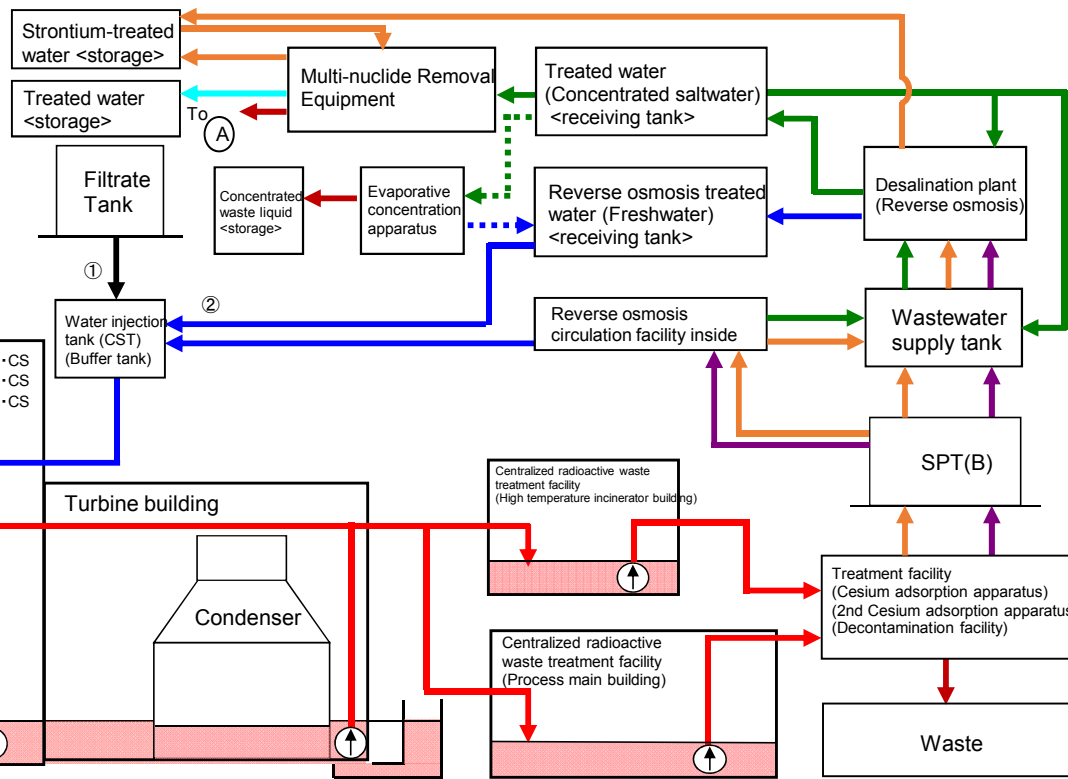 Strontium-treated
water <storage>
Treated water
<storage>
To
A
Multi-nuclide Removal
Equipment
Treated water
(Concentrated saltwater)
<receiving tank>
Filtrate
Tank
Concentrated
waste liquid
<storage>
Evaporative
concentration
apparatus
Reverse osmosis treated
water (Freshwater)
<receiving tank>
Desalination plant
(Reverse osmosis)
①
②
Water injection
tank (CST)
(Buffer tank)
Reverse osmosis
circulation facility inside
Wastewater
supply tank
・CS
・CS
・CS
SPT(B)
Centralized radioactive waste
treatment facility
(High temperature incinerator building)
Turbine building
Condenser
Treatment facility
(Cesium adsorption apparatus)
(2nd Cesium adsorption apparatus
(Decontamination facility)
Centralized radioactive
waste treatment facility
(Process main building)
Waste